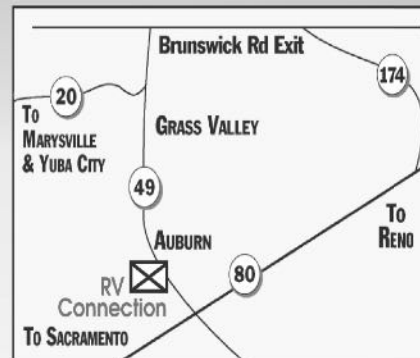 Brunswick Rd Exit
174
20
To
Marysville
& Yuba City
Grass Valley
49
To
Reno
Auburn
80
RV
Connection
To Sacramento